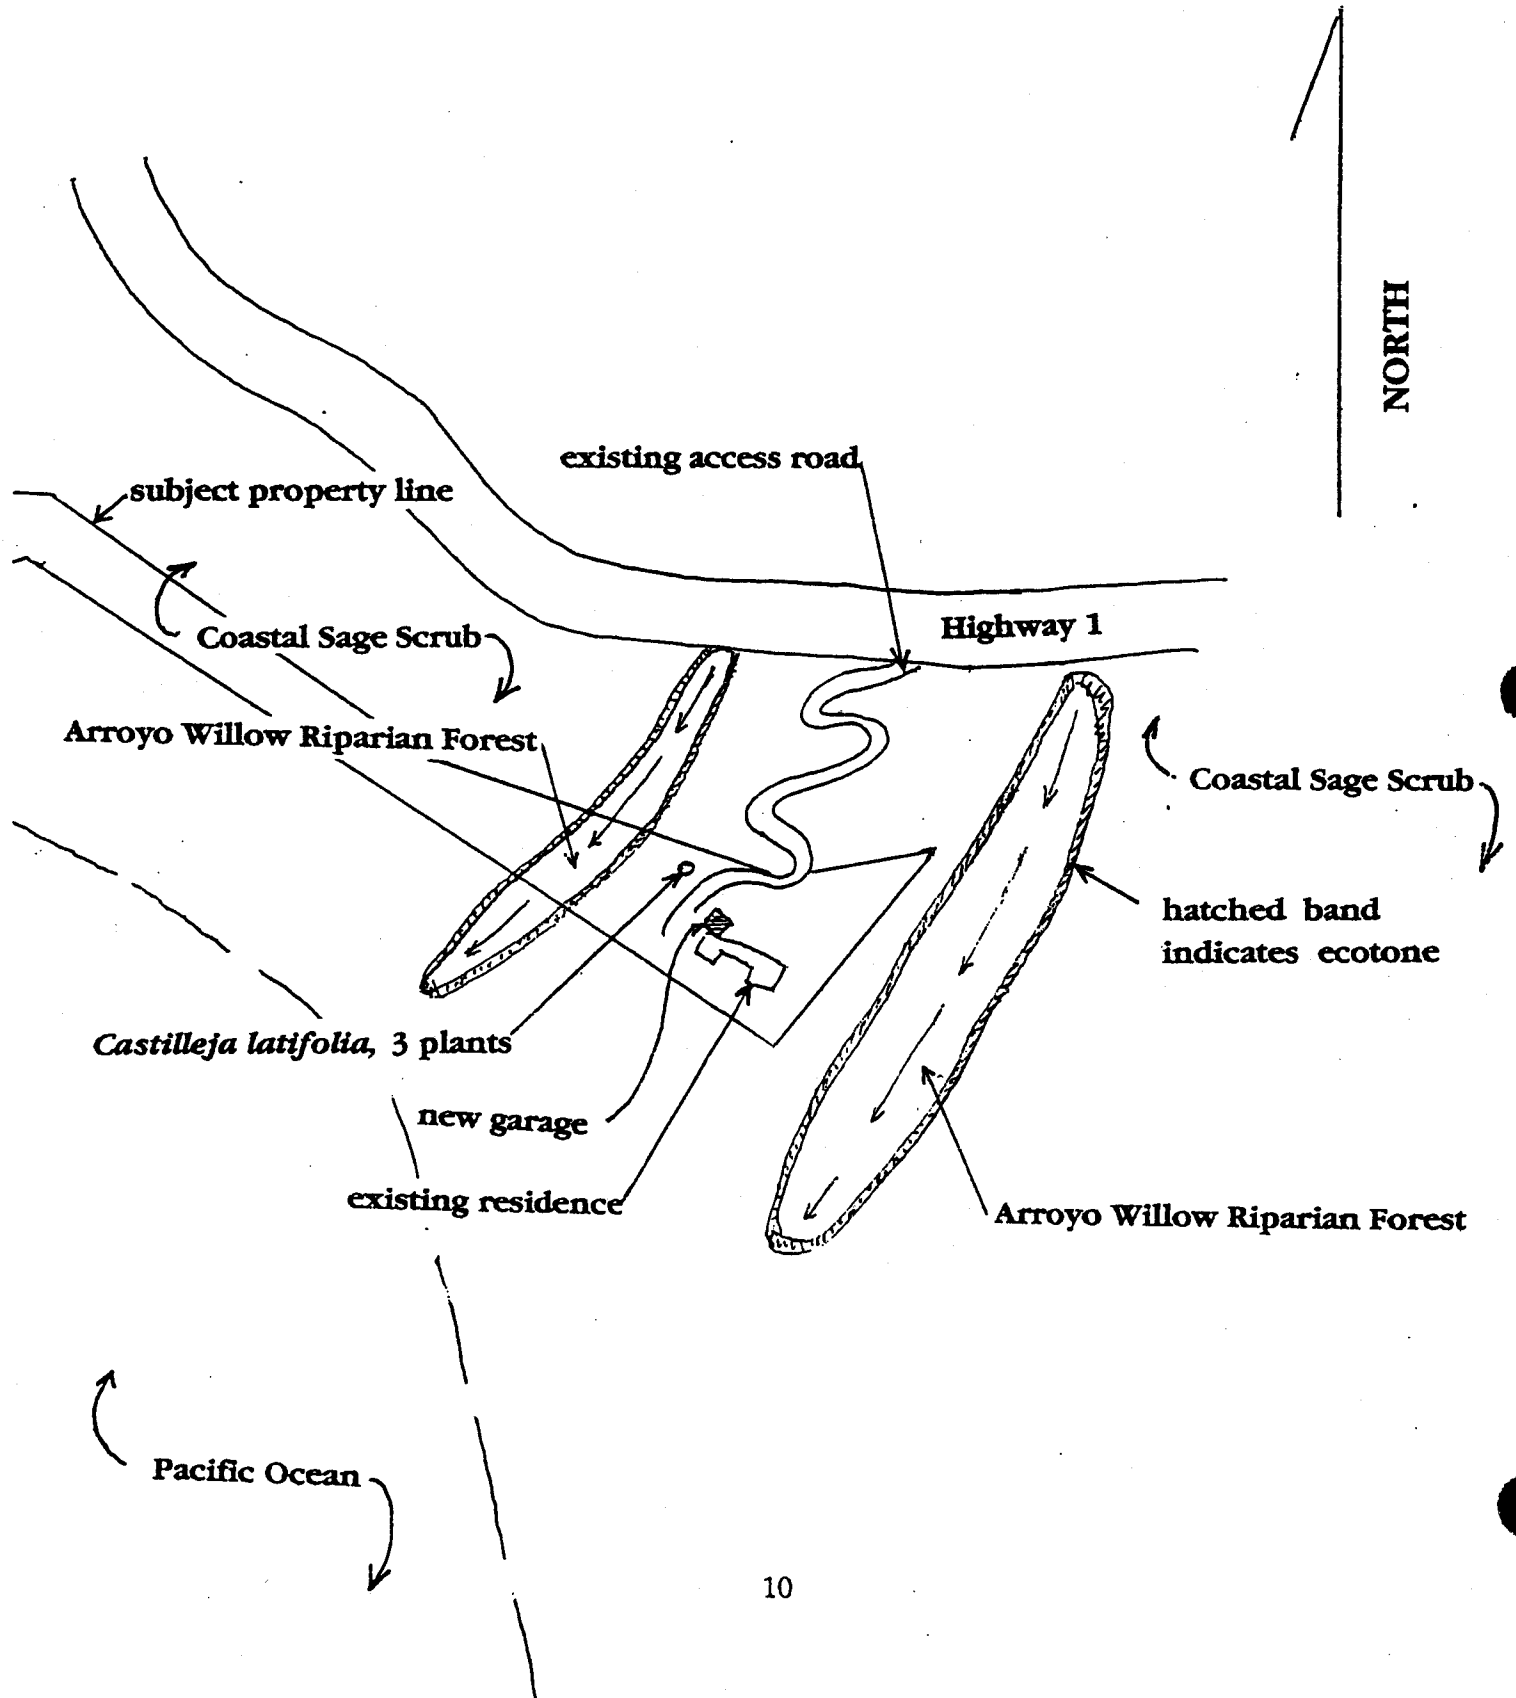 NORTH
existing access road
subject property line
Highway 1
Coastal Sage Scrub
Arroyo Willow Riparian Forest
Coastal Sage Scrub
hatched band
indicates ecotone
Castilleja latifolia, 3 plants
new garage
existing residence
Arroyo Willow Riparian Forest
Pacific Ocean
10